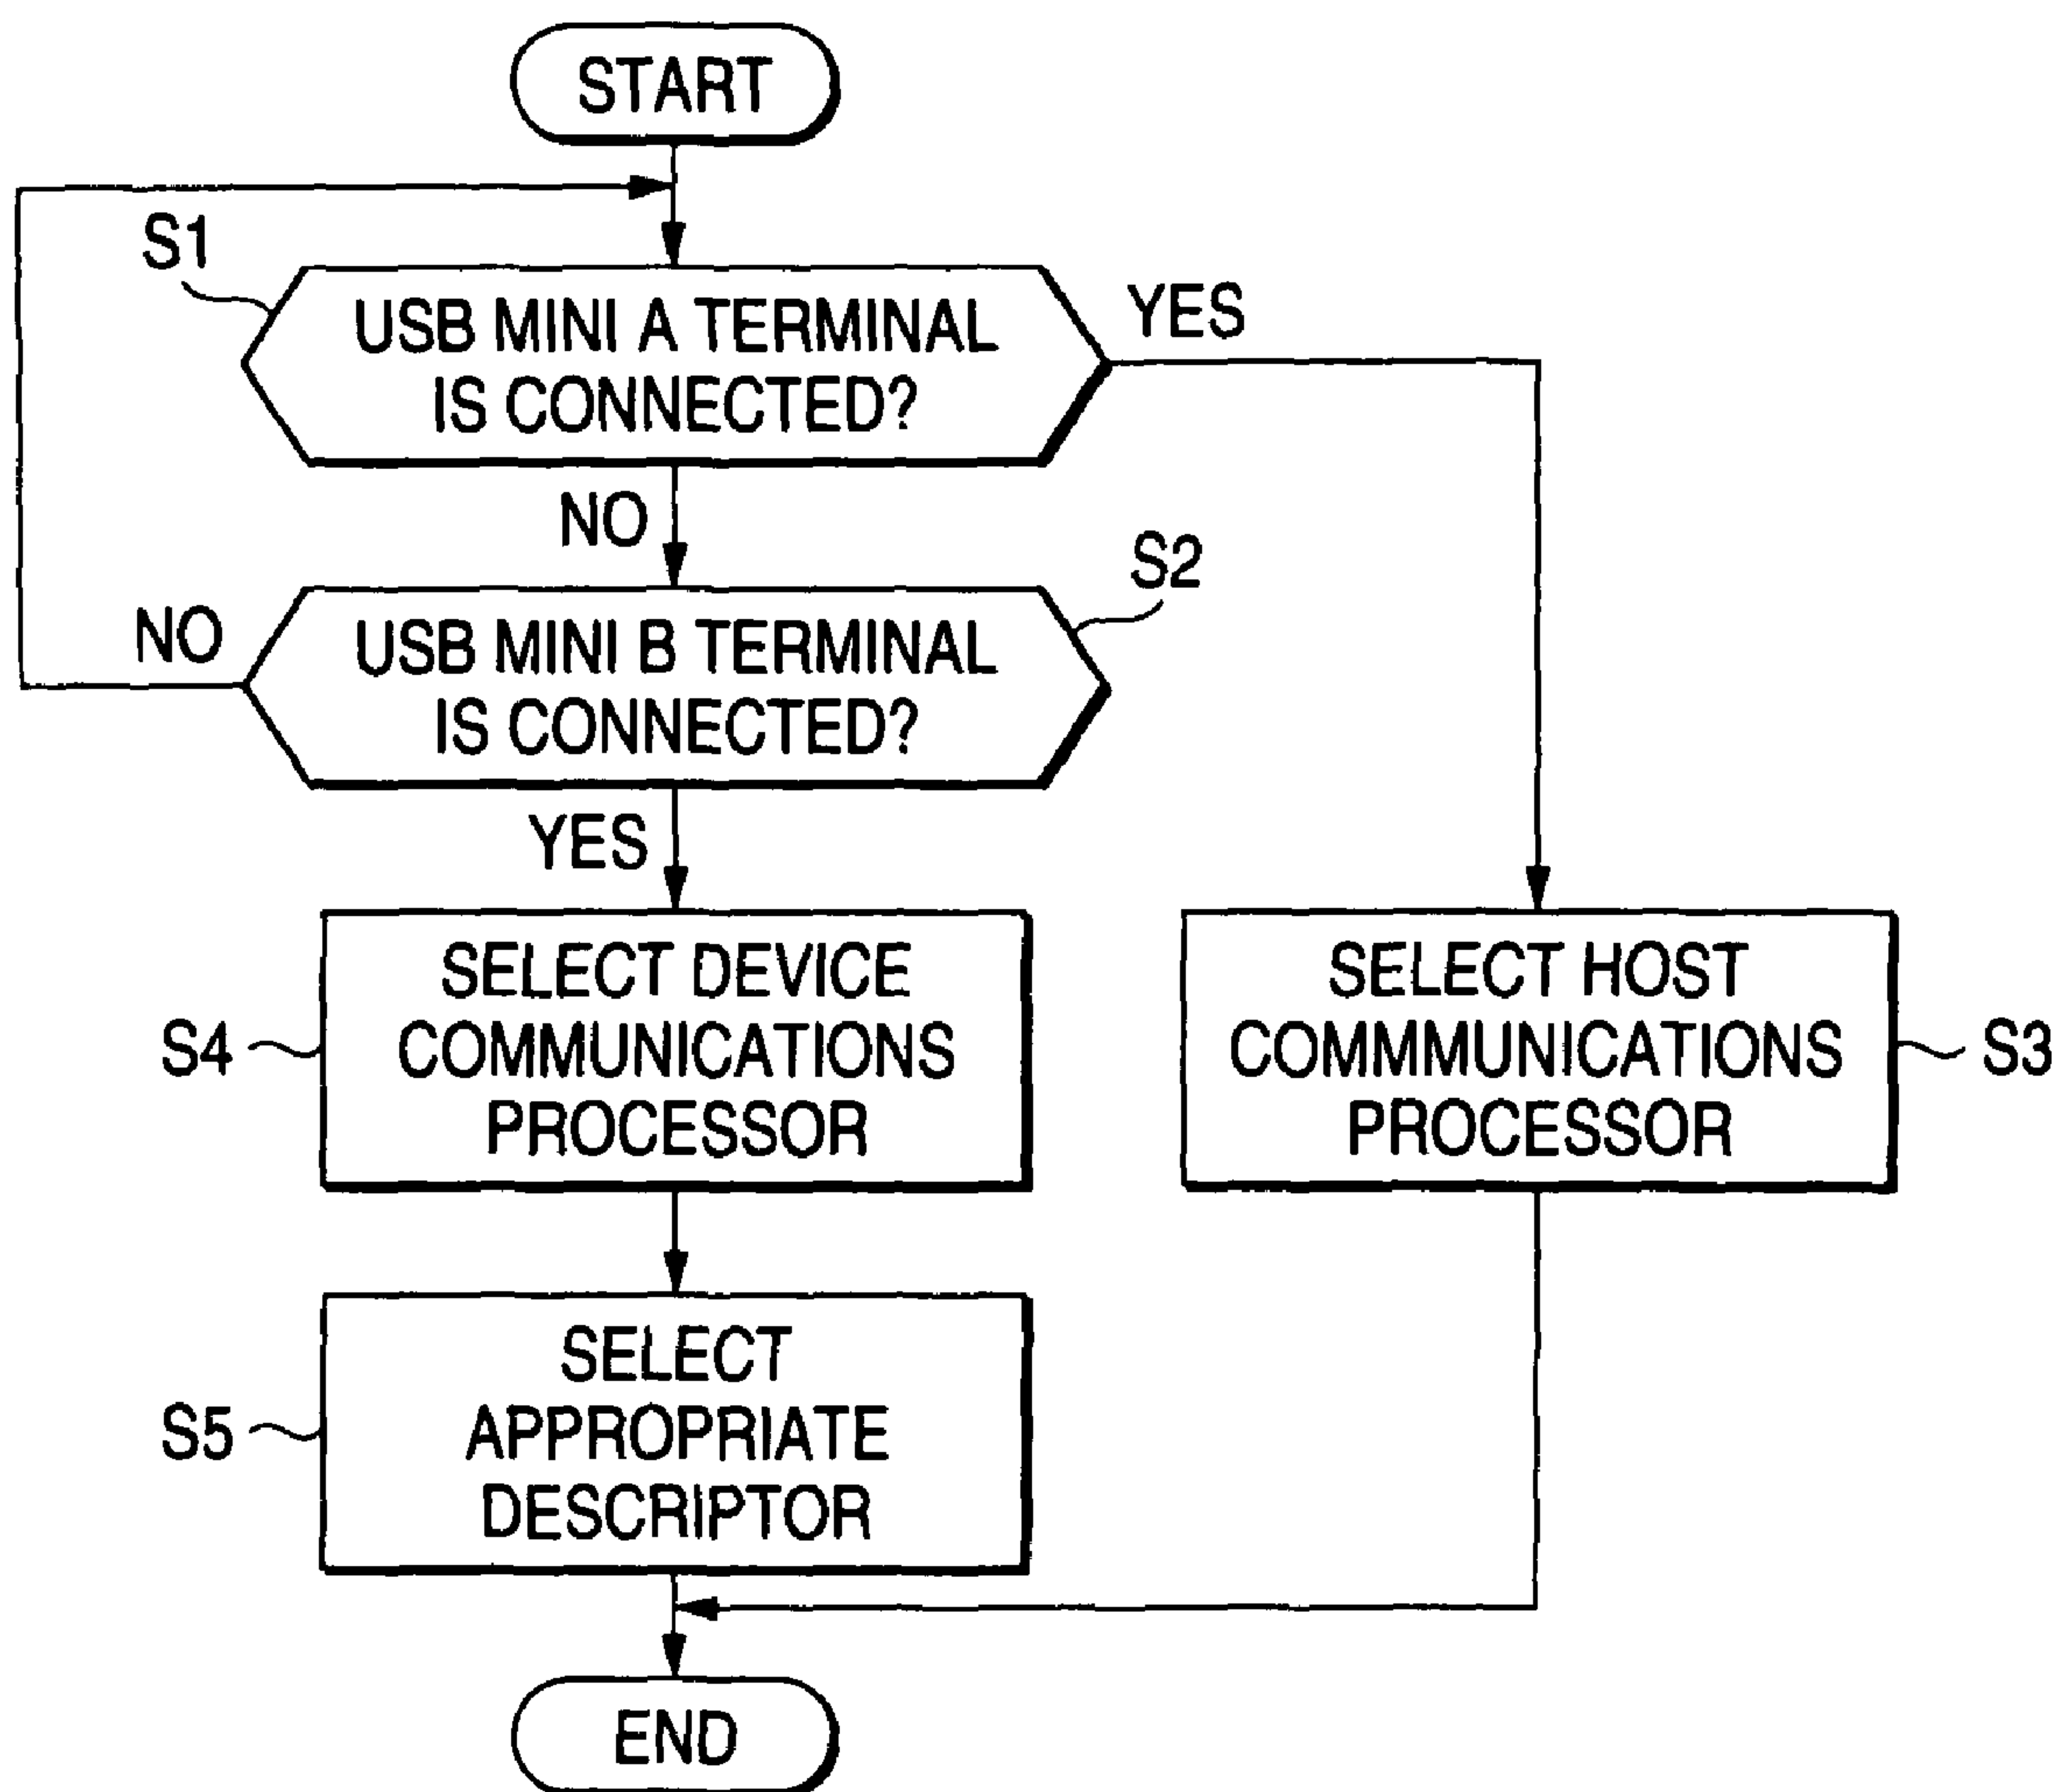 START
S1
USB MINI A TERMINAL
IS CONNECTED?
YES
NO
S2
NO
USB MINI B TERMINAL
IS CONNECTED?
YES
SELECT DEVICE
COMMUNICATIONS
PROCESSOR
S4
SELECT HOST
COMMMUNICATIONS
PROCESSOR
S3
SELECT
APPROPRIATE
DESCRIPTOR
S5
END